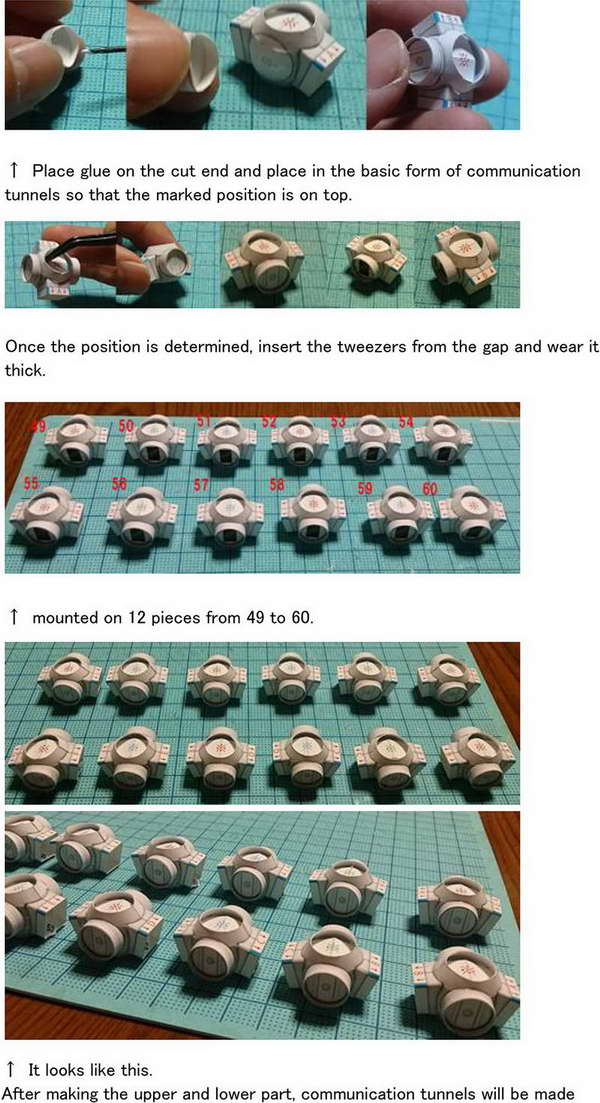 ↑ Place glue on the cut end and place in the basic form of communication
tunnels so that the marked position is on top.
Once the position is determined, insert the tweezers from the gap and wear it
thick.
49 50 51 52 53 54
55 56 57 58 59 60
↑ mounted on 12 pieces from 49 to 60.
↑ It looks like this.
After making the upper and lower part, communication tunnels will be made